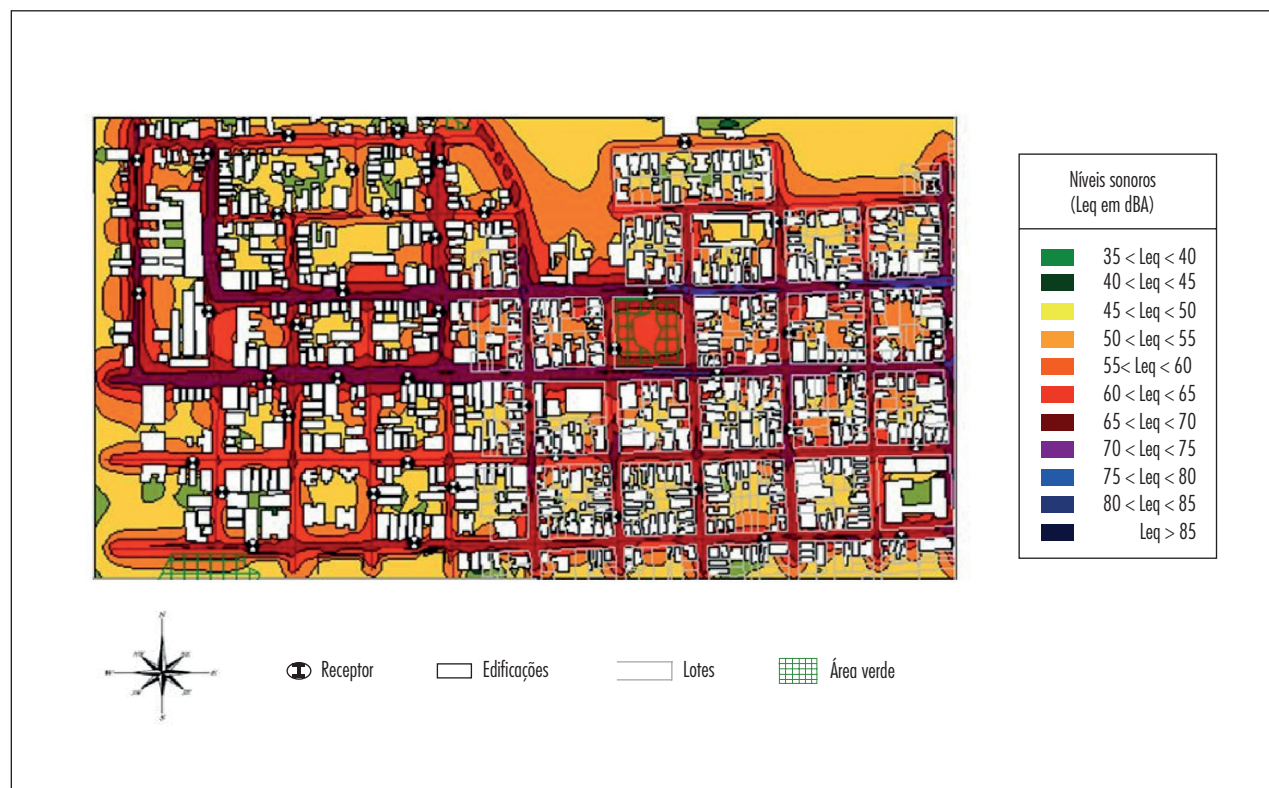 Níveis sonoros
(Leq em dBA)
35 < Leq < 40
40 < Leq < 45
45 < Leq < 50
50 < Leq < 55
55< Leq < 60
60 < Leq < 65
65 < Leq < 70
70 < Leq < 75
75 < Leq < 80
80 < Leq < 85
Leq > 85
N
W
E
S
Receptor
Edificações
Lotes
Área verde